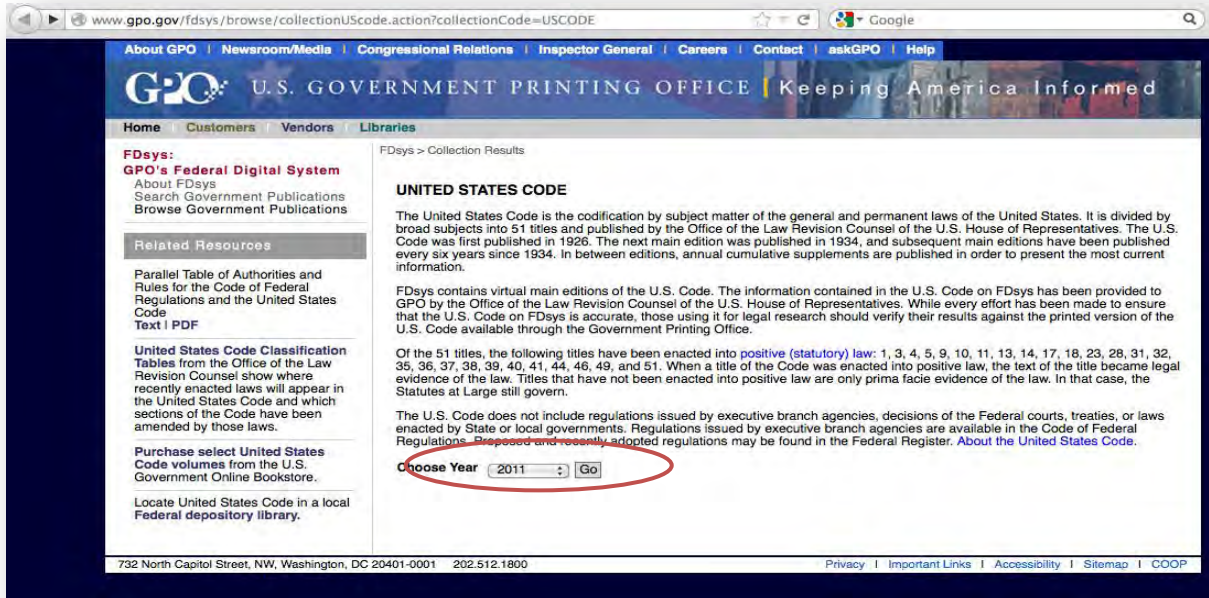 www.gpo.gov/fdsys/browse/collectionUScode.action?collectionCode=USCODE
Google
About GPO | Newsroom/Media | Congressional Relations | Inspector General | Careers | Contact | askGPO | Help
GPO U.S. GOVERNMENT PRINTING OFFICE | Keeping America Informed
Home | Customers | Vendors | Libraries
FDsys:
GPO's Federal Digital System
About FDsys
Search Government Publications
Browse Government Publications
Related Resources
Parallel Table of Authorities and
Rules for the Code of Federal
Regulations and the United States
Code
Text | PDF
United States Code Classification
Tables from the Office of the Law
Revision Counsel show where
recently enacted laws will appear in
the United States Code and which
sections of the Code have been
amended by those laws.
Purchase select United States
Code volumes from the U.S.
Government Online Bookstore.
Locate United States Code in a local
Federal depository library.
FDsys > Collection Results
UNITED STATES CODE
The United States Code is the codification by subject matter of the general and permanent laws of the United States. It is divided by
broad subjects into 51 titles and published by the Office of the Law Revision Counsel of the U.S. House of Representatives. The U.S.
Code was first published in 1926. The next main edition was published in 1934, and subsequent main editions have been published
every six years since 1934. In between editions, annual cumulative supplements are published in order to present the most current
information.
FDsys contains virtual main editions of the U.S. Code. The information contained in the U.S. Code on FDsys has been provided to
GPO by the Office of the Law Revision Counsel of the U.S. House of Representatives. While every effort has been made to ensure
that the U.S. Code on FDsys is accurate, those using it for legal research should verify their results against the printed version of the
U.S. Code available through the Government Printing Office.
Of the 51 titles, the following titles have been enacted into positive (statutory) law: 1, 3, 4, 5, 9, 10, 11, 13, 14, 17, 18, 23, 28, 31, 32,
35, 36, 37, 38, 39, 40, 41, 44, 46, 49, and 51. When a title of the Code was enacted into positive law, the text of the title became legal
evidence of the law. Titles that have not been enacted into positive law are only prima facie evidence of the law. In that case, the
Statutes at Large still govern.
The U.S. Code does not include regulations issued by executive branch agencies, decisions of the Federal courts, treaties, or laws
enacted by State or local governments. Regulations issued by executive branch agencies are available in the Code of Federal
Regulations. Proposed and recently adopted regulations may be found in the Federal Register. About the United States Code.
Choose Year 2011 Go
732 North Capitol Street, NW, Washington, DC 20401-0001 202.512.1800
Privacy | Important Links | Accessibility | Sitemap | COOP